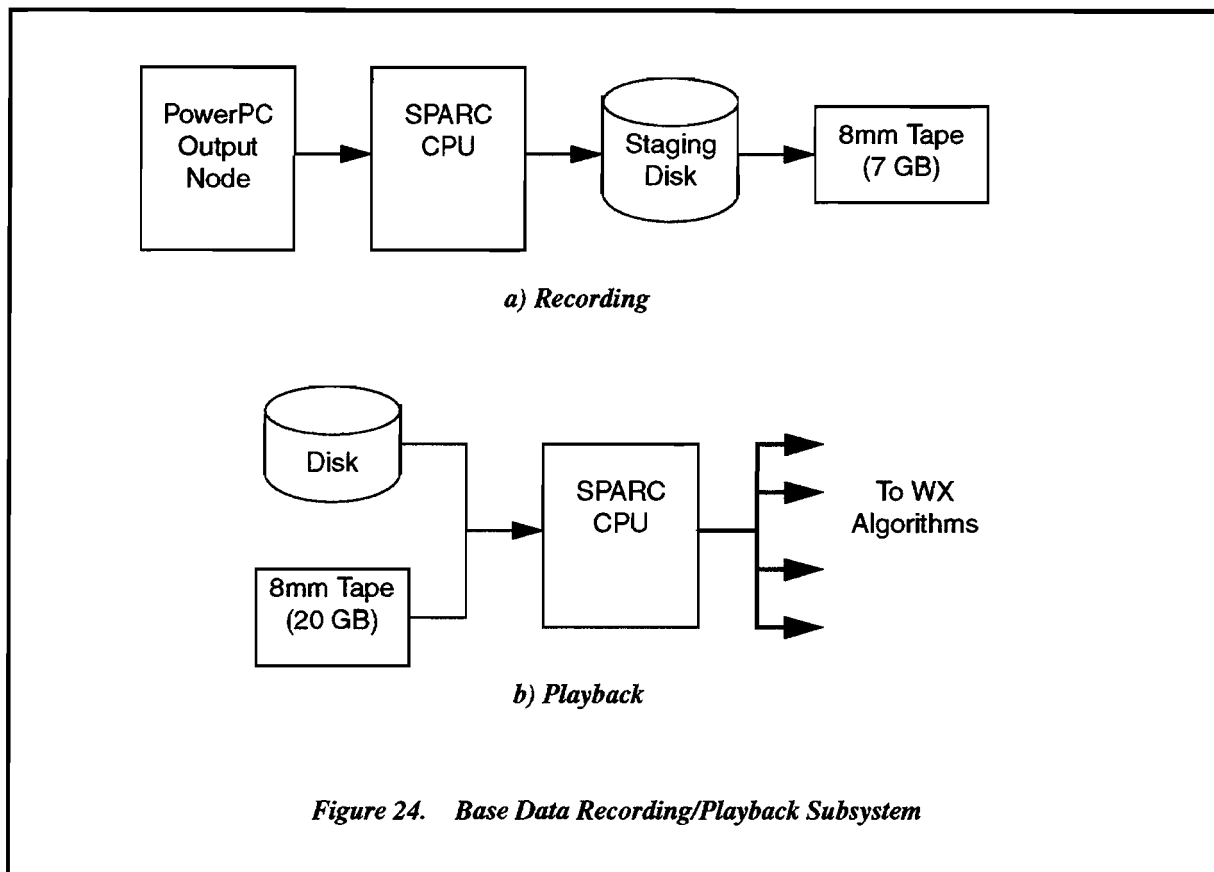 PowerPC
Output
Node
SPARC
CPU
Staging
Disk
8mm Tape
(7 GB)
a) Recording
Disk
8mm Tape
(20 GB)
SPARC
CPU
To WX
Algorithms
b) Playback
Figure 24. Base Data Recording/Playback Subsystem